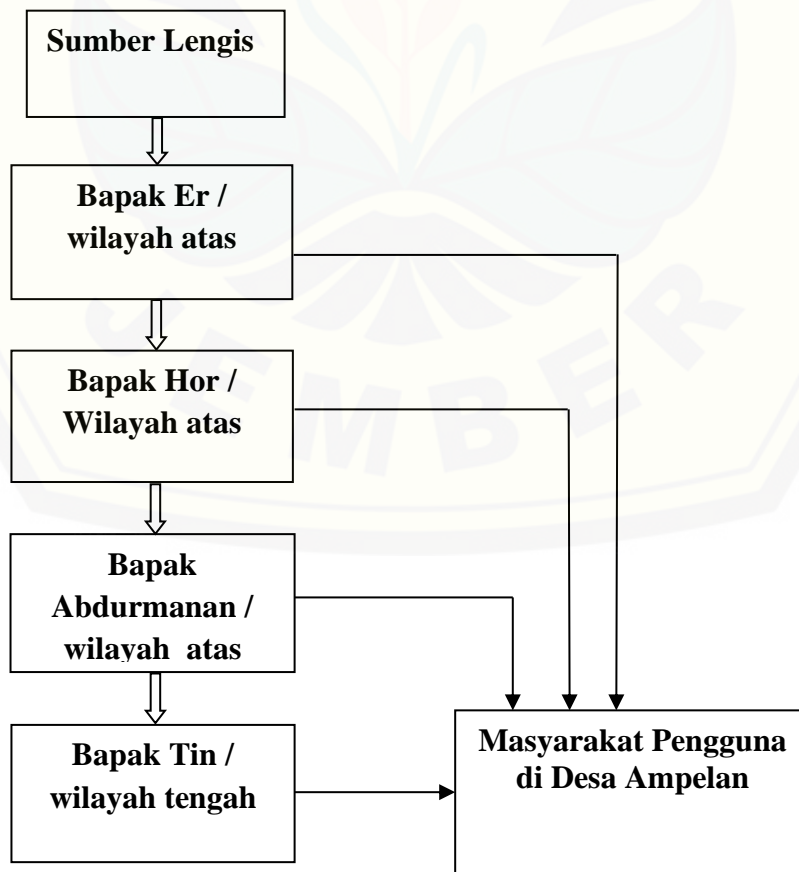 Sumber Lengis
Bapak Er /
wilayah atas
Bapak Hor /
Wilayah atas
Bapak
Abdurmanan /
wilayah atas
Bapak Tin /
wilayah tengah
Masyarakat Pengguna
di Desa Ampelan
JEMBER